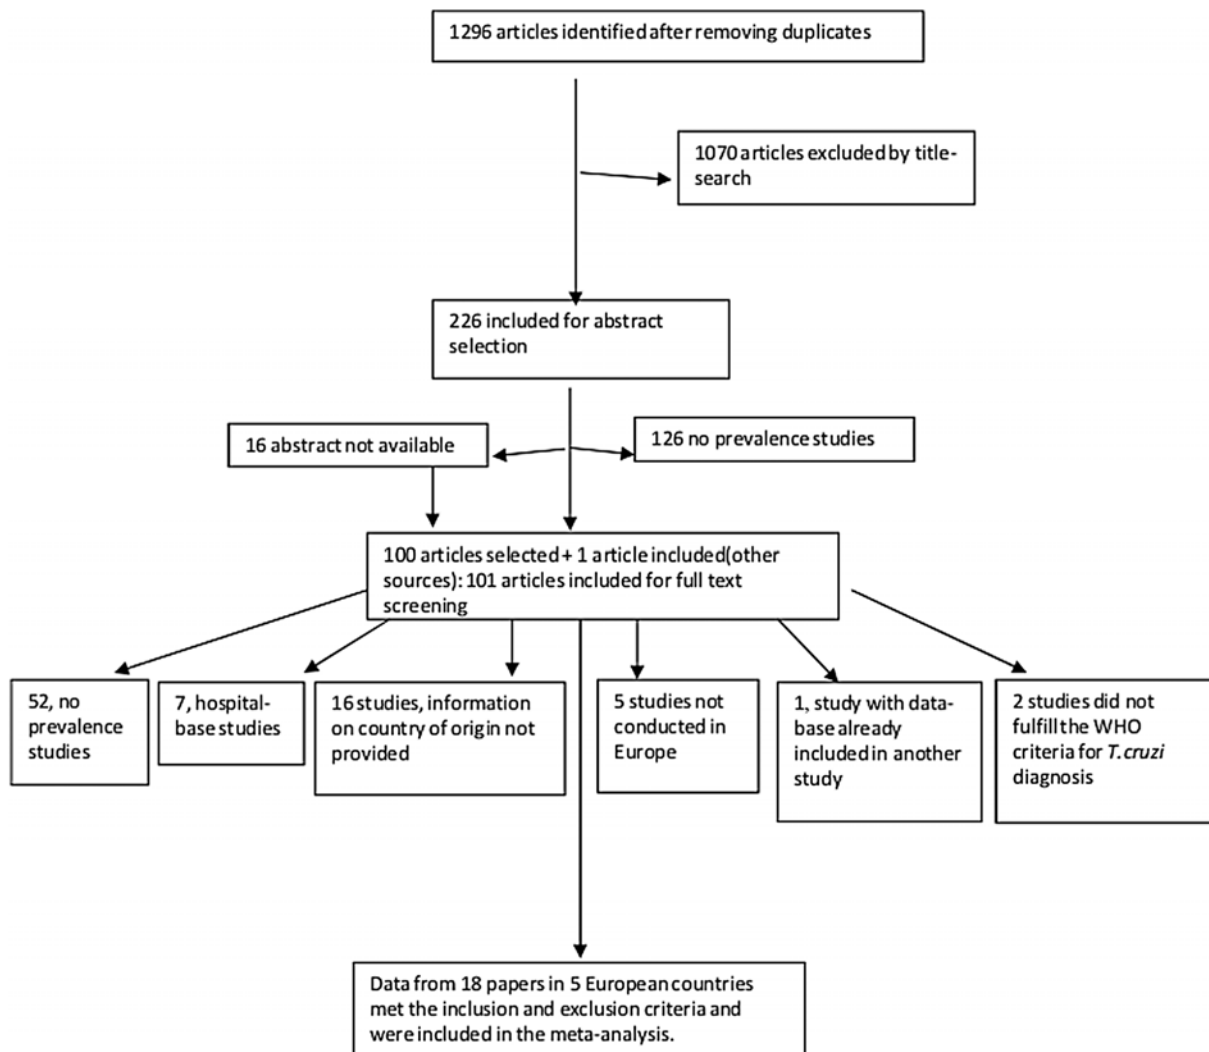 1296 articles identified after removing duplicates
1070 articles excluded by title-
search
226 included for abstract
selection
16 abstract not available
126 no prevalence studies
100 articles selected + 1 article included(other
sources): 101 articles included for full text
screening
52, no
prevalence
studies
7, hospital-
base studies
16 studies, information
on country of origin not
provided
5 studies not
conducted in
Europe
1, study with data-
base already
included in another
study
2 studies did not
fulfill the WHO
criteria for T.cruzi
diagnosis
Data from 18 papers in 5 European countries
met the inclusion and exclusion criteria and
were included in the meta-analysis.